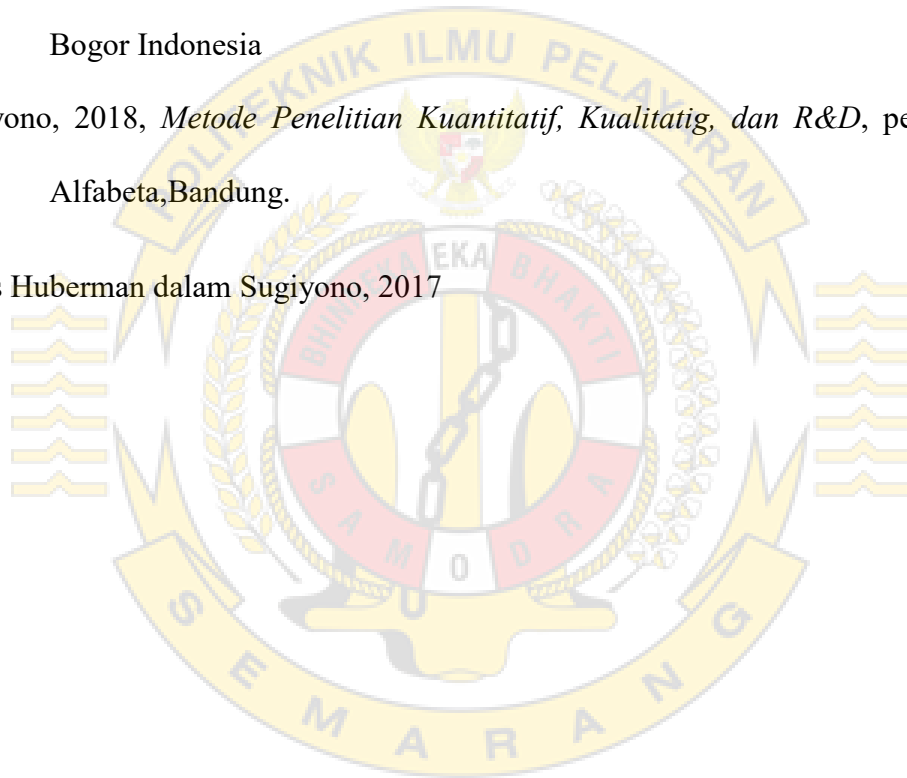 Bogor Indonesia
yono, 2018, Metode Penelitian Kuantitatif, Kualitatig, dan R&D, pe
Alfabeta,Bandung.
s Huberman dalam Sugiyono, 2017
POLITEKNIK ILMU PELAYARAN
BHINNEKA EKA BHAKTI
SAMODRA
SEMARANG